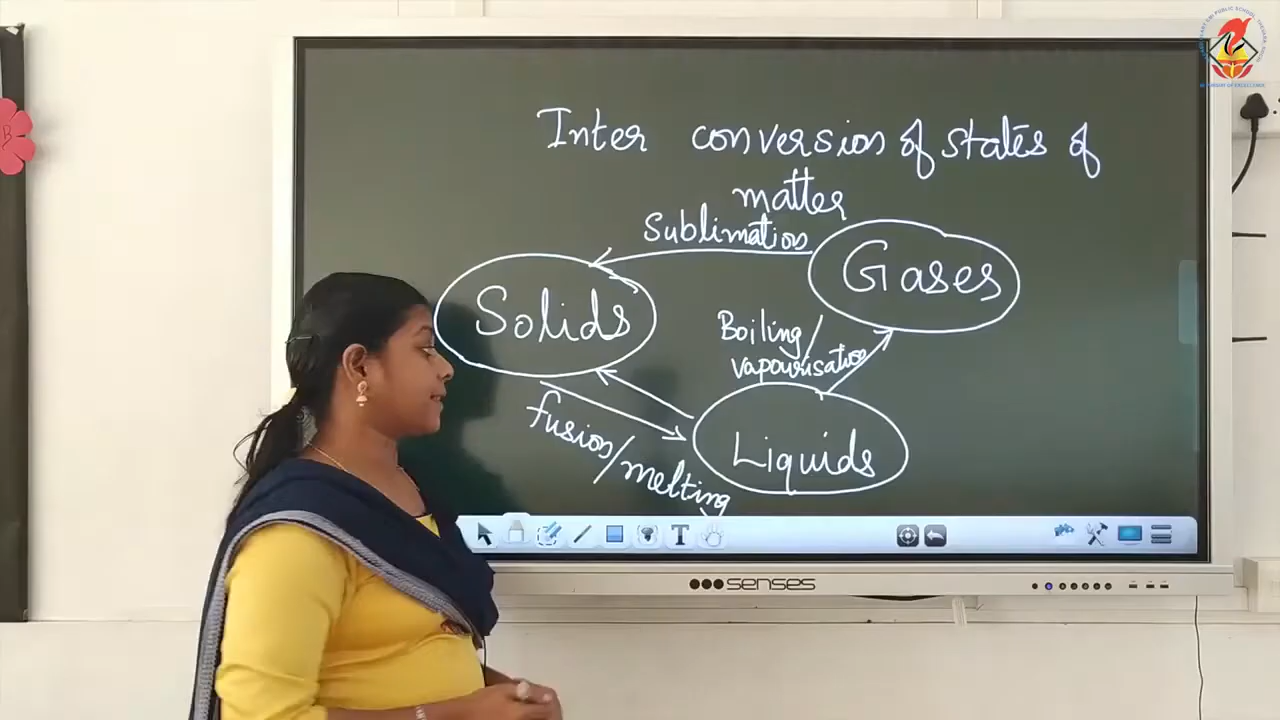 Inter conversion of states of
matter
Sublimation
Gases
Solids
Boiling/
vapourisation
Liquids
fusion/melting
T
senses
B